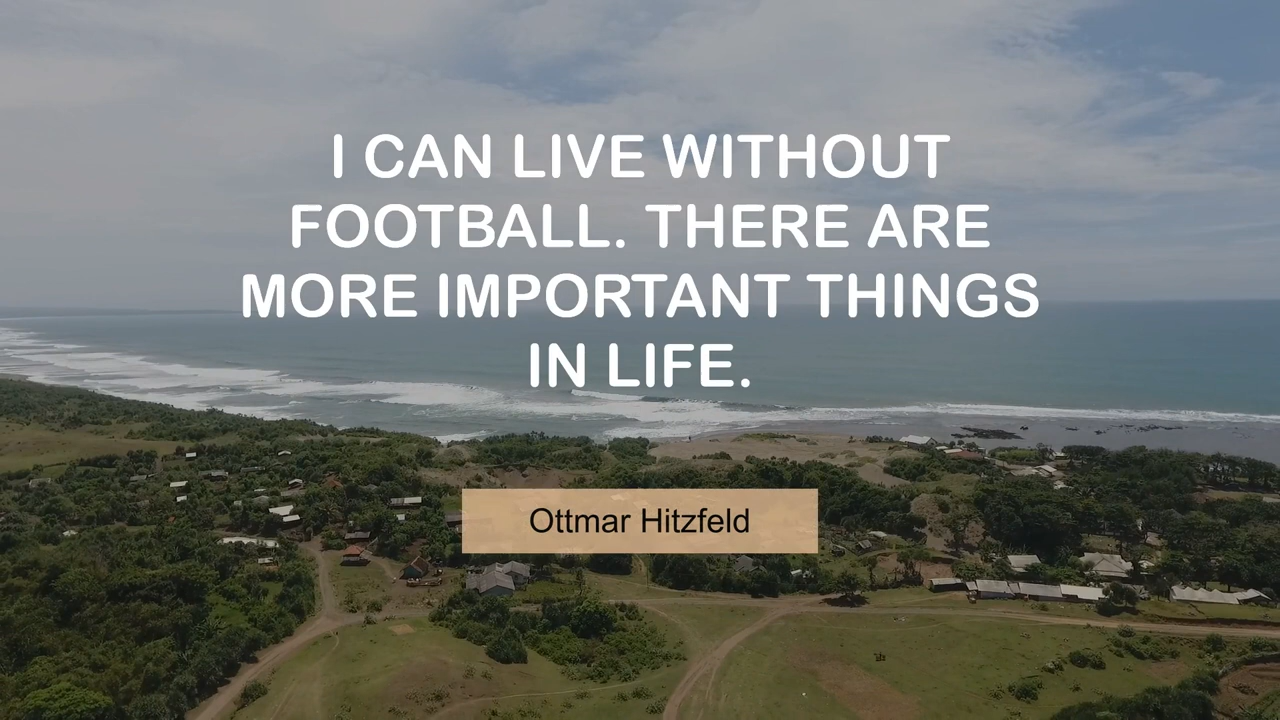 I CAN LIVE WITHOUT
FOOTBALL. THERE ARE
MORE IMPORTANT THINGS
IN LIFE.
Ottmar Hitzfeld